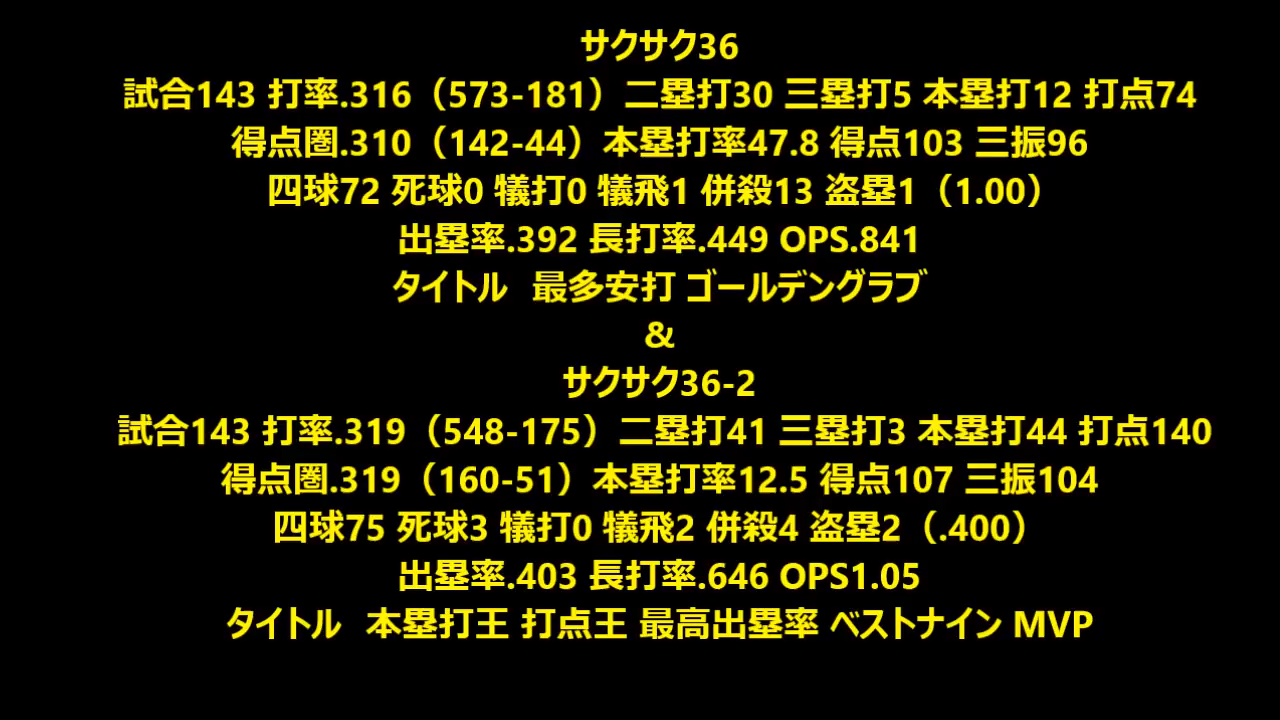 サクサク36
試合143 打率.316（573-181）二塁打30 三塁打5 本塁打12 打点74
得点圏.310（142-44）本塁打率47.8 得点103 三振96
四球72 死球0 犠打0 犠飛1 併殺13 盗塁1（1.00）
出塁率.392 長打率.449 OPS.841
タイトル　最多安打 ゴールデングラブ
&
サクサク36-2
試合143 打率.319（548-175）二塁打41 三塁打3 本塁打44 打点140
得点圏.319（160-51）本塁打率12.5 得点107 三振104
四球75 死球3 犠打0 犠飛2 併殺4 盗塁2（.400）
出塁率.403 長打率.646 OPS1.05
タイトル　本塁打王 打点王 最高出塁率 ベストナイン MVP